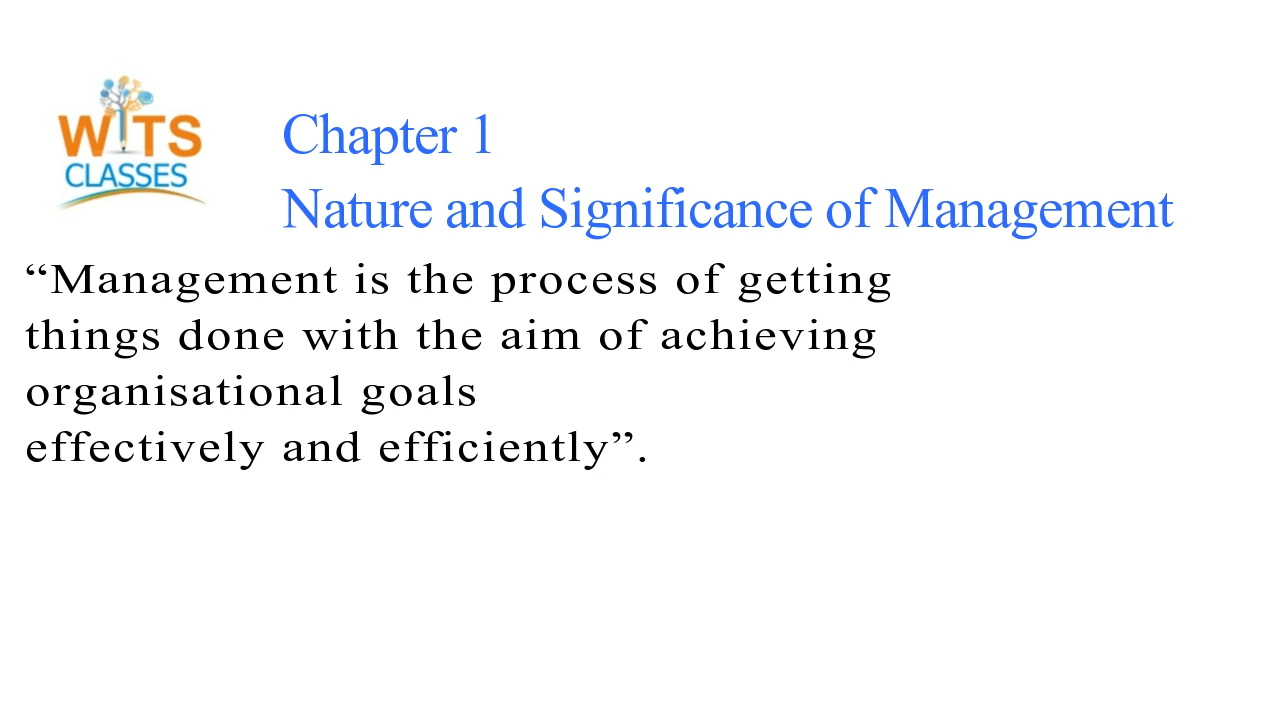 WITS
CLASSES
Chapter 1
Nature and Significance of Management
“Management is the process of getting
things done with the aim of achieving
organisational goals
effectively and efficiently”.